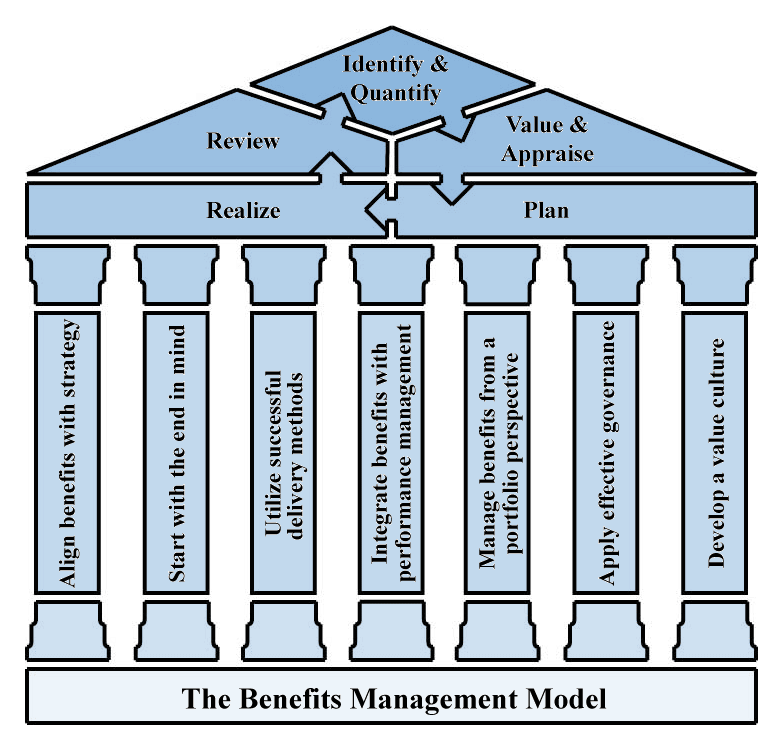 Identify &
Quantify
Review
Value &
Appraise
Realize
Plan
Align benefits with strategy
Start with the end in mind
Utilize successful
delivery methods
Integrate benefits with
performance management
Manage benefits from a
portfolio perspective
Apply effective governance
Develop a value culture
The Benefits Management Model